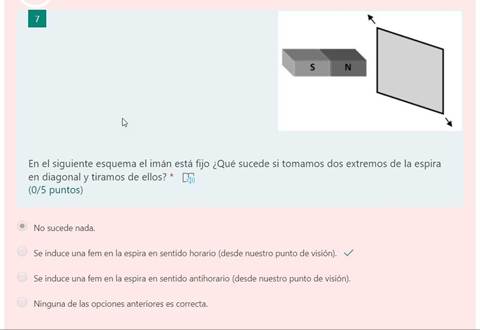 7
S N
En el siguiente esquema el imán está fijo ¿Qué sucede si tomamos dos extremos de la espira
en diagonal y tiramos de ellos? *
(0/5 puntos)
No sucede nada.
Se induce una fem en la espira en sentido horario (desde nuestro punto de visión).
Se induce una fem en la espira en sentido antihorario (desde nuestro punto de visión).
Ninguna de las opciones anteriores es correcta.